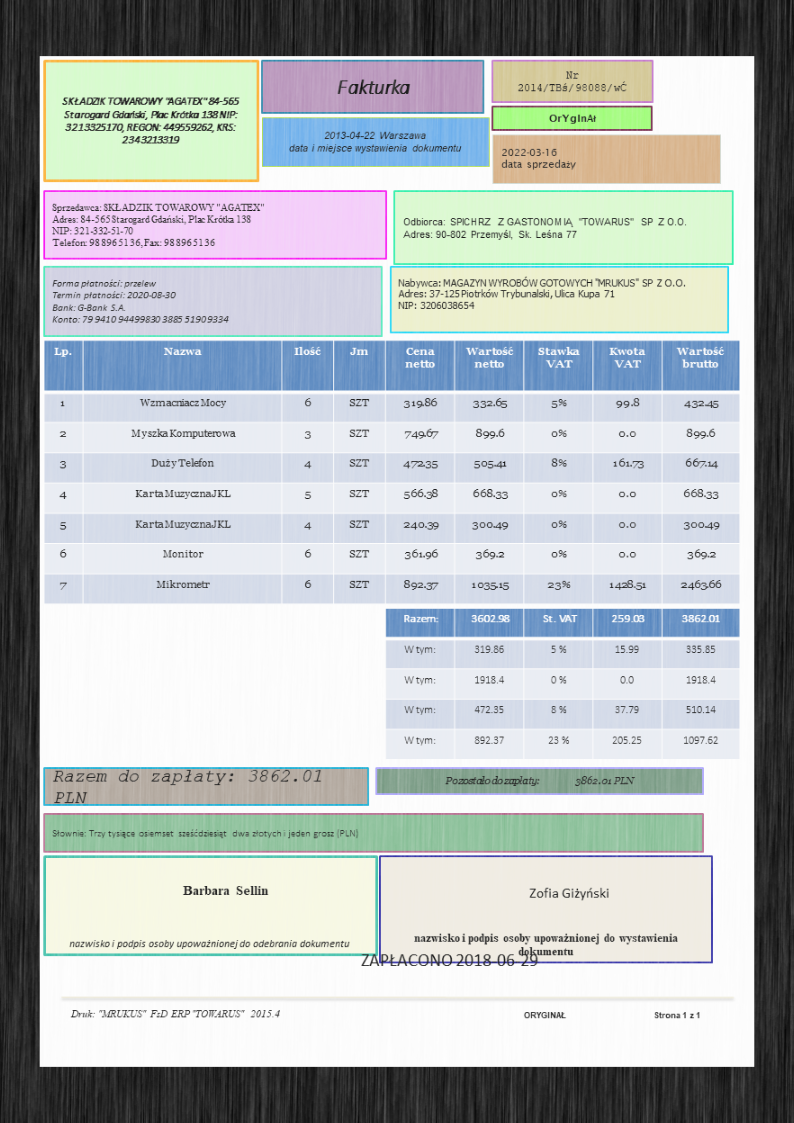 SKŁADZIK TOWAROWY "AGATEX" 84-565
Starogard Gdański, Plac Krótka 138 NIP:
3213325170, REGON: 449559262, KRS:
2343213319
Fakturka
2013-04-22 Warszawa
data i miejsce wystawienia dokumentu
Nr
2014/TBá/98088/wĆ
OrYgInAł
2022-03-16
data sprzedaży
Sprzedawca: SKŁADZIK TOWAROWY "AGATEX"
Adres: 84-565 Starogard Gdański, Plac Krótka 138
NIP: 321-332-51-70
Telefon: 988965136, Fax: 988965136
Odbiorca: SPICHRZ Z GASTONOMIĄ "TOWARUS" SP Z O.O.
Adres: 90-802 Przemyśl, Sk. Leśna 77
Forma płatności: przelew
Termin płatności: 2020-08-30
Bank: G-Bank S.A.
Konto: 79 9410 94499830 3885 51909334
Nabywca: MAGAZYN WYROBÓW GOTOWYCH "MRUKUS" SP Z O.O.
Adres: 37-125 Piotrków Trybunalski, Ulica Kupa 71
NIP: 3206038654
Lp. Nazwa Ilość Jm Cena netto Wartość netto Stawka VAT Kwota VAT Wartość brutto
1 Wzmacniacz Mocy 6 SZT 319.86 332.65 5% 99.8 432.45
2 Myszka Komputerowa 3 SZT 749.67 899.6 0% 0.0 899.6
3 Duży Telefon 4 SZT 472.35 505.41 8% 161.73 667.14
4 Karta Muzyczna JKL 5 SZT 566.38 668.33 0% 0.0 668.33
5 Karta Muzyczna JKL 4 SZT 240.39 300.49 0% 0.0 300.49
6 Monitor 6 SZT 361.96 369.2 0% 0.0 369.2
7 Mikrometr 6 SZT 892.37 1035.15 23% 1428.51 2463.66
Razem: 3602.98 St. VAT 259.03 3862.01
W tym: 319.86 5 % 15.99 335.85
W tym: 1918.4 0 % 0.0 1918.4
W tym: 472.35 8 % 37.79 510.14
W tym: 892.37 23 % 205.25 1097.62
Razem do zapłaty: 3862.01
PLN
Pozostało do zapłaty: 3862.01 PLN
Słownie: Trzy tysiące osiemset sześćdziesiąt dwa złotych i jeden grosz (PLN)
Barbara Sellin
nazwisko i podpis osoby upoważnionej do odebrania dokumentu
Zofia Giżyński
nazwisko i podpis osoby upoważnionej do wystawienia
dokumentu
ZAPŁACONO 2018-06-29
Druk: "MRUKUS" FzD ERP "TOWARUS" 2015.4
ORYGINAŁ
Strona 1 z 1